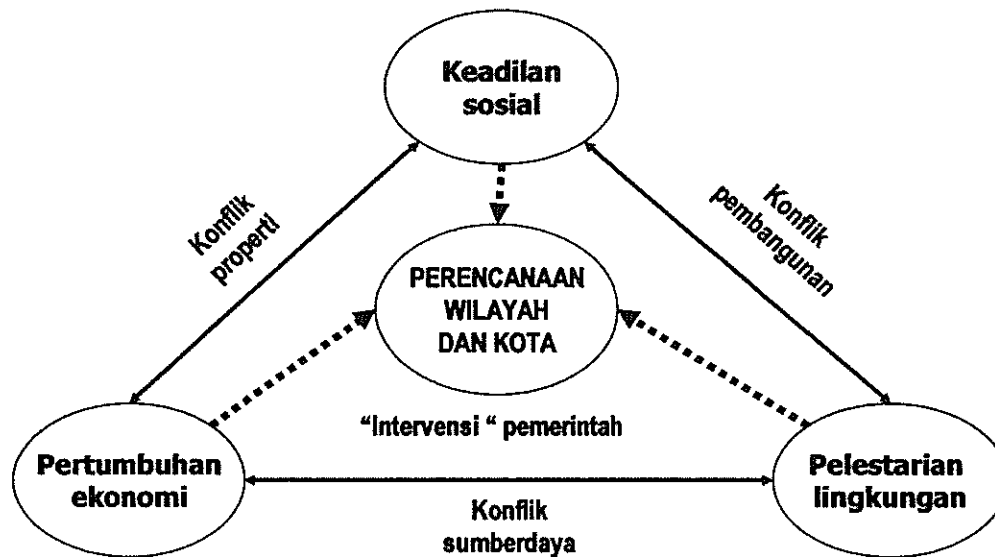 Keadilan
sosial
Konflik
properti
Konflik
pembangunan
PERENCANAAN
WILAYAH
DAN KOTA
"Intervensi " pemerintah
Pertumbuhan
ekonomi
Pelestarian
lingkungan
Konflik
sumberdaya